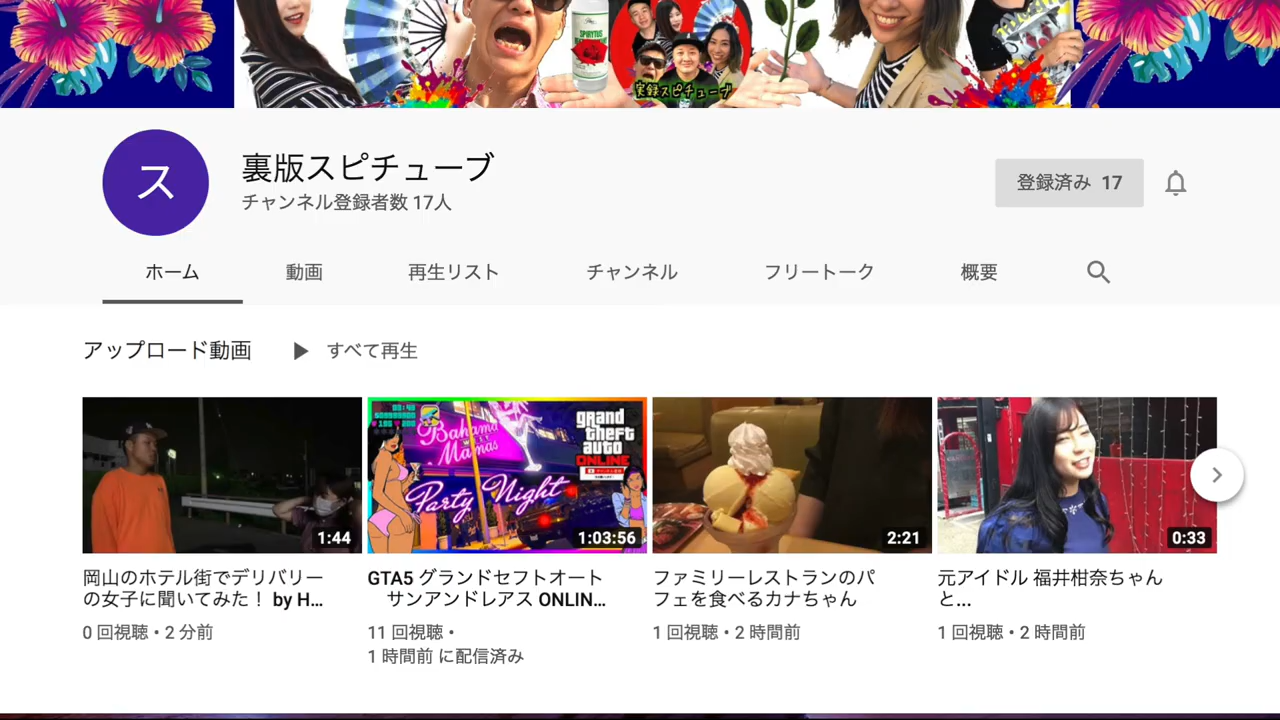 SPIRYTUS
実録スピチューブ
ス
裏版スピチューブ
チャンネル登録者数 17人
登録済み 17
ホーム
動画
再生リスト
チャンネル
フリートーク
概要
アップロード動画
すべて再生
1:44
岡山のホテル街でデリバリー
の女子に聞いてみた！ by H...
0 回視聴・2 分前
Bahama
Mamas
Party Night
grand
theft
auto
ONLINE
1:03:56
GTA5 グランドセフトオート
サンアンドレアス ONLIN...
11 回視聴・
1 時間前 に配信済み
2:21
ファミリーレストランのパ
フェを食べるカナちゃん
1 回視聴・2 時間前
0:33
元アイドル 福井柑奈ちゃん
と...
1 回視聴・2 時間前